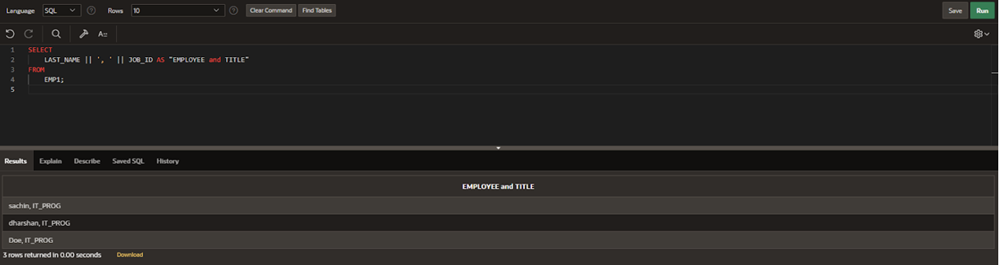 Language SQL Rows 10 Clear Command Find Tables Save Run
A::
1 SELECT
2 LAST_NAME || ', ' || JOB_ID AS "EMPLOYEE and TITLE"
3 FROM
4 EMP1;
5
Results Explain Describe Saved SQL History
EMPLOYEE and TITLE
sachin, IT_PROG
dharshan, IT_PROG
Doe, IT_PROG
3 rows returned in 0.00 seconds Download